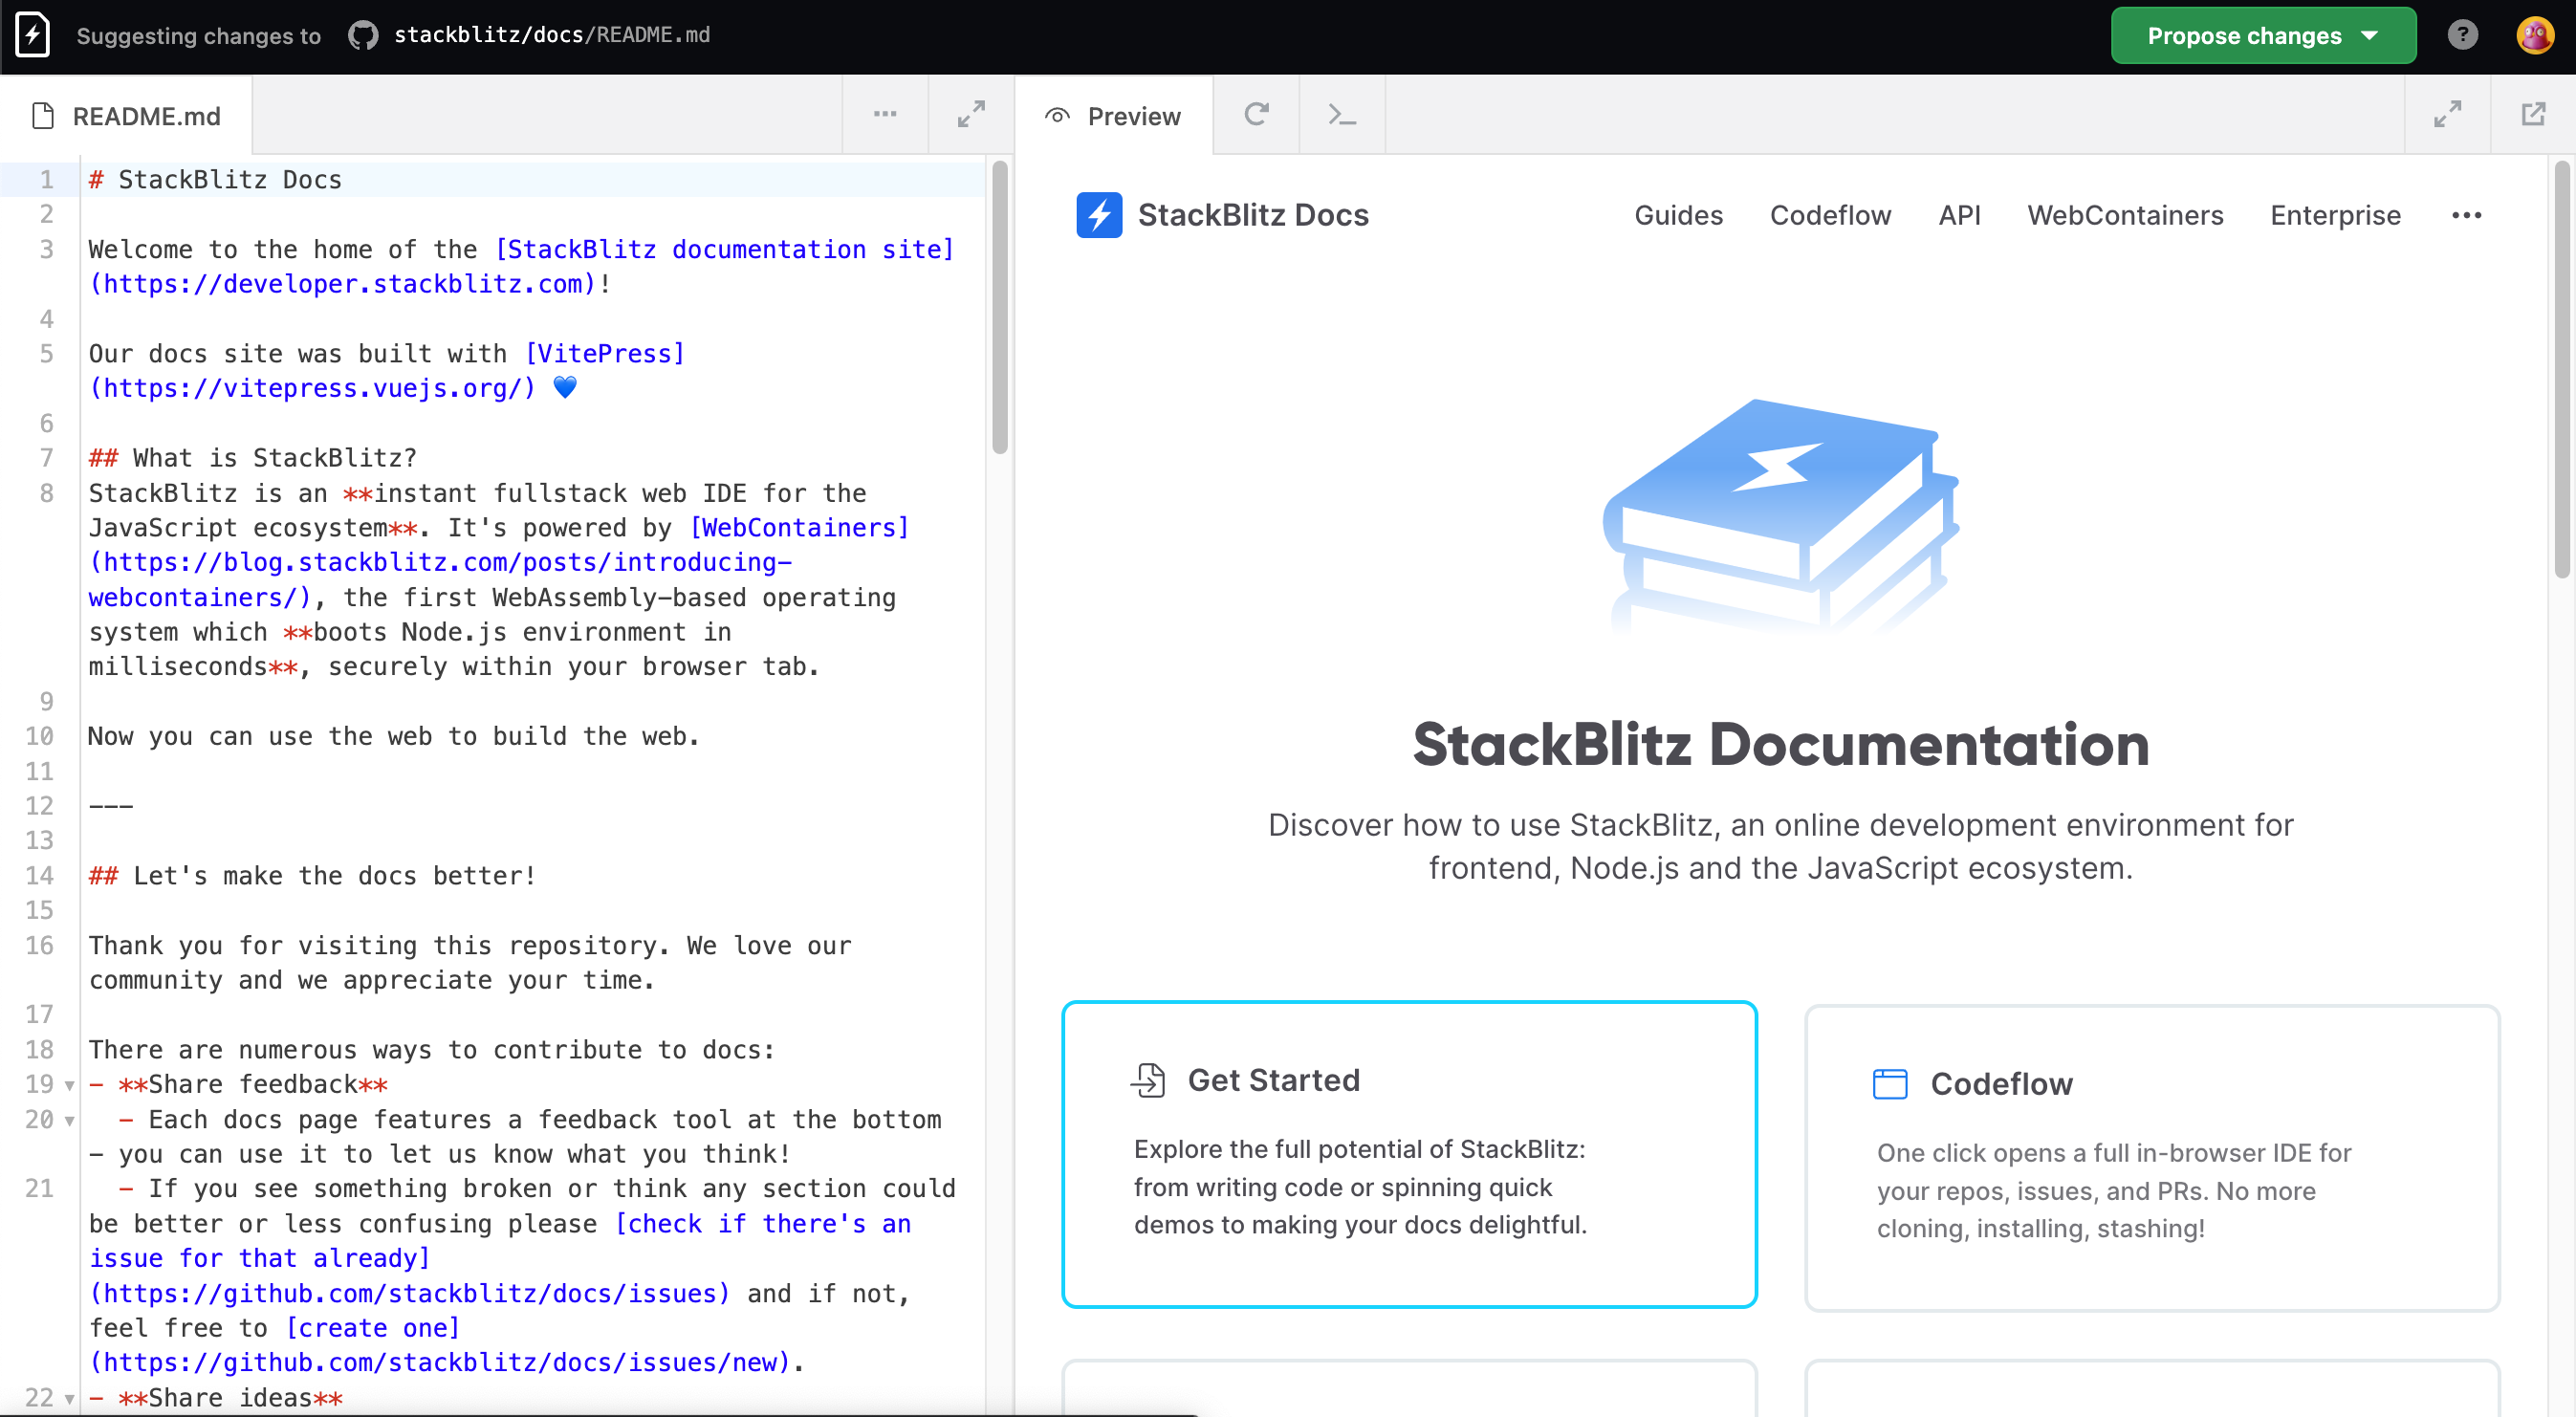 Suggesting changes to stackblitz/docs/README.md
Propose changes
?
README.md
Preview
1 # StackBlitz Docs
2
3 Welcome to the home of the [StackBlitz documentation site]
(https://developer.stackblitz.com)!
4
5 Our docs site was built with [VitePress]
(https://vitepress.vuejs.org/) 💙
6
7 ## What is StackBlitz?
8 StackBlitz is an **instant fullstack web IDE for the
JavaScript ecosystem**. It's powered by [WebContainers]
(https://blog.stackblitz.com/posts/introducing-
webcontainers/), the first WebAssembly-based operating
system which **boots Node.js environment in
milliseconds**, securely within your browser tab.
9
10 Now you can use the web to build the web.
11
12 ---
13
14 ## Let's make the docs better!
15
16 Thank you for visiting this repository. We love our
community and we appreciate your time.
17
18 There are numerous ways to contribute to docs:
19 - **Share feedback**
20 - Each docs page features a feedback tool at the bottom
- you can use it to let us know what you think!
21 - If you see something broken or think any section could
be better or less confusing please [check if there's an
issue for that already]
(https://github.com/stackblitz/docs/issues) and if not,
feel free to [create one]
(https://github.com/stackblitz/docs/issues/new).
22 - **Share ideas**
StackBlitz Docs
Guides Codeflow API WebContainers Enterprise
StackBlitz Documentation
Discover how to use StackBlitz, an online development environment for
frontend, Node.js and the JavaScript ecosystem.
Get Started
Explore the full potential of StackBlitz:
from writing code or spinning quick
demos to making your docs delightful.
Codeflow
One click opens a full in-browser IDE for
your repos, issues, and PRs. No more
cloning, installing, stashing!